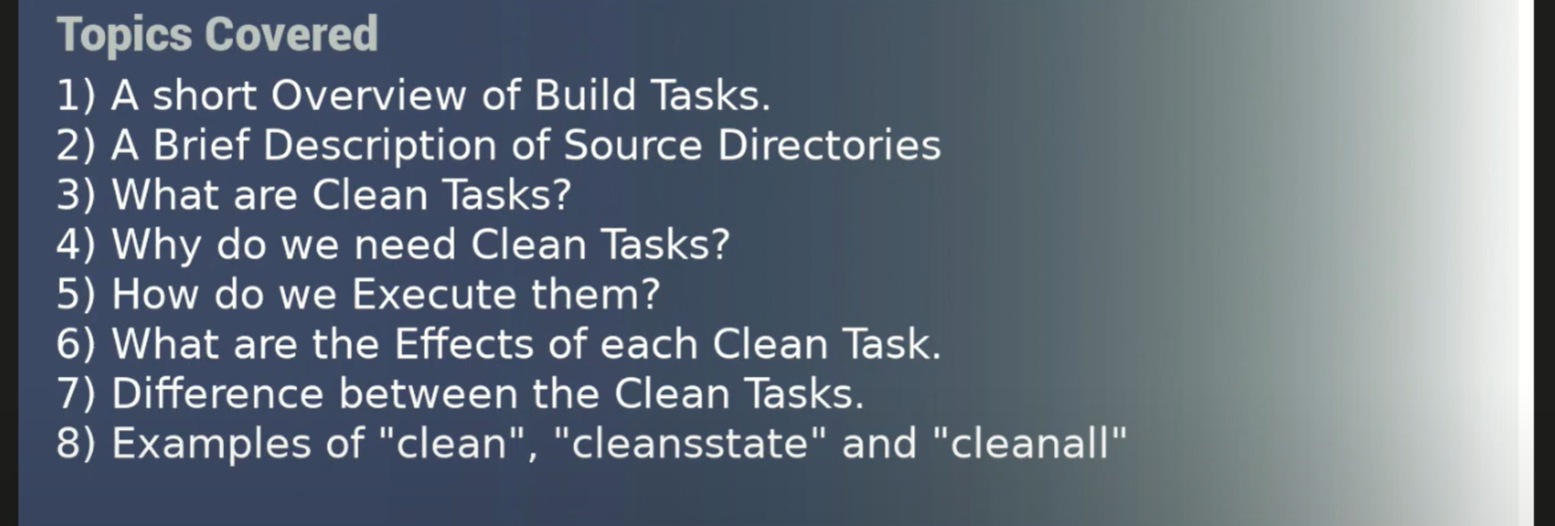 Topics Covered
1) A short Overview of Build Tasks.
2) A Brief Description of Source Directories
3) What are Clean Tasks?
4) Why do we need Clean Tasks?
5) How do we Execute them?
6) What are the Effects of each Clean Task.
7) Difference between the Clean Tasks.
8) Examples of "clean", "cleansstate" and "cleanall"